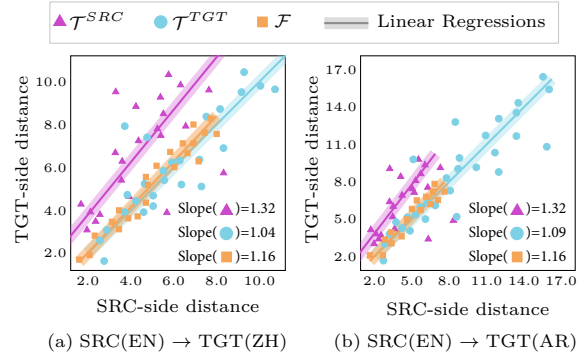 T^SRC T^TGT F Linear Regressions
TGT-side distance
10.0
8.0
6.0
4.0
2.0
Slope(▲)=1.32
Slope(●)=1.04
Slope(■)=1.16
2.0 4.0 6.0 8.0 10.0
SRC-side distance
(a) SRC(EN) → TGT(ZH)
TGT-side distance
17.0
14.0
11.0
8.0
5.0
2.0
Slope(▲)=1.32
Slope(●)=1.09
Slope(■)=1.16
2.0 5.0 8.0 11.0 14.0 17.0
SRC-side distance
(b) SRC(EN) → TGT(AR)